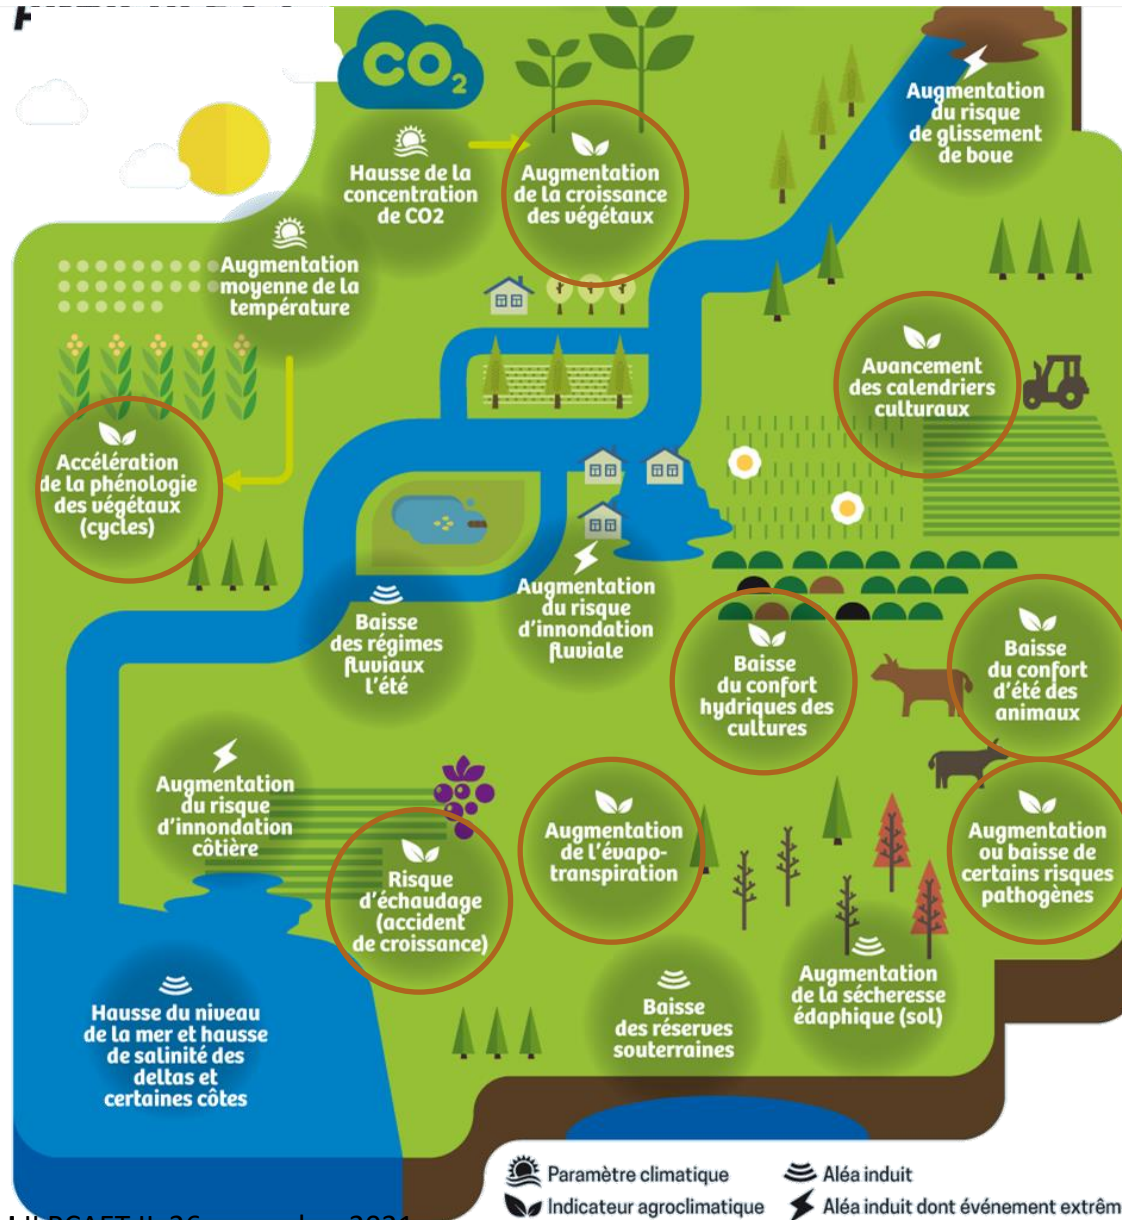 CO2
Augmentation
du risque
de glissement
de boue
Hausse de la
concentration
de CO2
Augmentation
de la croissance
des végétaux
Augmentation
moyenne de la
température
Avancement
des calendriers
culturaux
Accélération
de la phénologie
des végétaux
(cycles)
Baisse
des régimes
fluviaux
l'été
Augmentation
du risque
d'innondation
fluviale
Baisse
du confort
hydriques des
cultures
Baisse
du confort
d'été des
animaux
Augmentation
du risque
d'innondation
côtière
Risque
d'échaudage
(accident
de croissance)
Augmentation
de l'évapo-
transpiration
Augmentation
ou baisse de
certains risques
pathogènes
Hausse du niveau
de la mer et hausse
de salinité des
deltas et
certaines côtes
Baisse
des réserves
souterraines
Augmentation
de la sécheresse
édaphique (sol)
Paramètre climatique
Aléa induit
Indicateur agroclimatique
Aléa induit dont événement extrêm